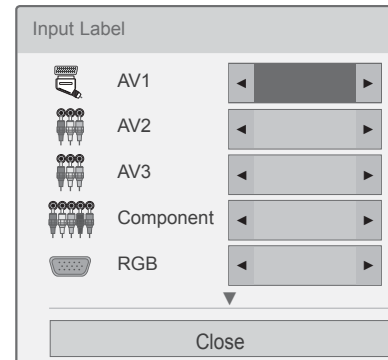 Input Label
AV1
AV2
AV3
Component
RGB
Close